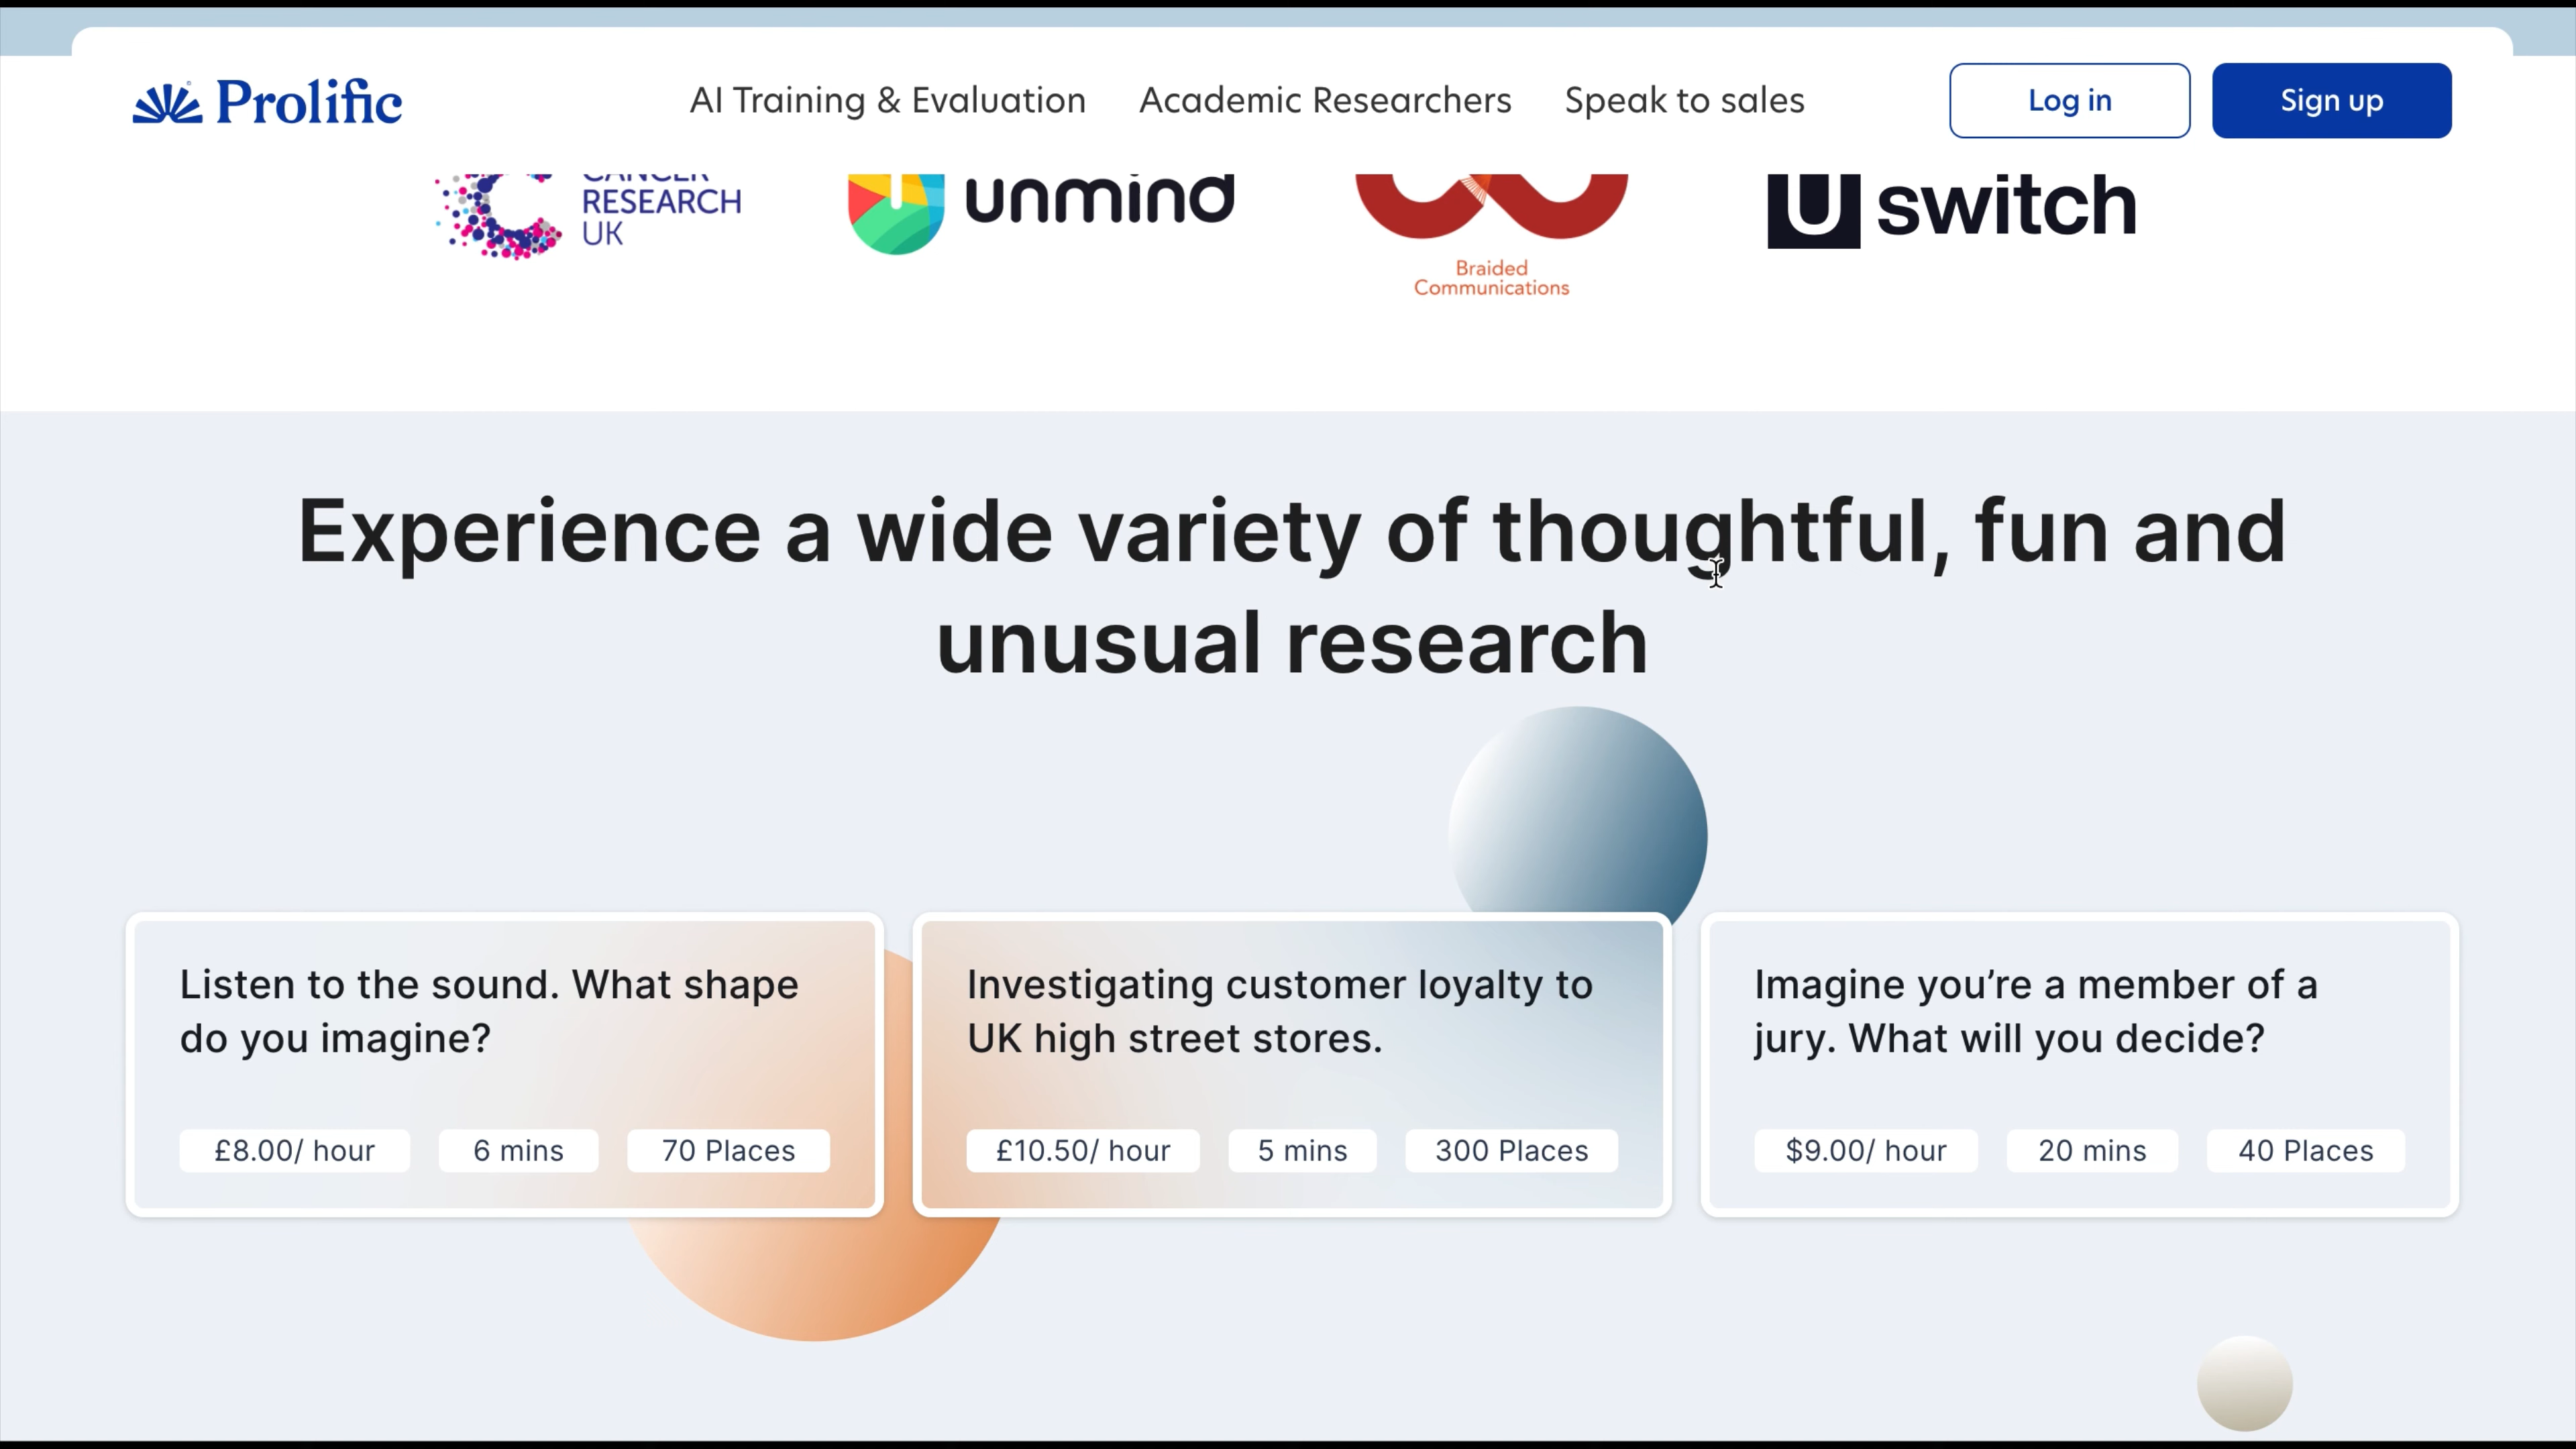 Prolific
AI Training & Evaluation
Academic Researchers
Speak to sales
Log in
Sign up
CANCER
RESEARCH
UK
unmind
Braided
Communications
U switch
Experience a wide variety of thoughtful, fun and
unusual research
Listen to the sound. What shape
do you imagine?
£8.00/ hour
6 mins
70 Places
Investigating customer loyalty to
UK high street stores.
£10.50/ hour
5 mins
300 Places
Imagine you’re a member of a
jury. What will you decide?
$9.00/ hour
20 mins
40 Places